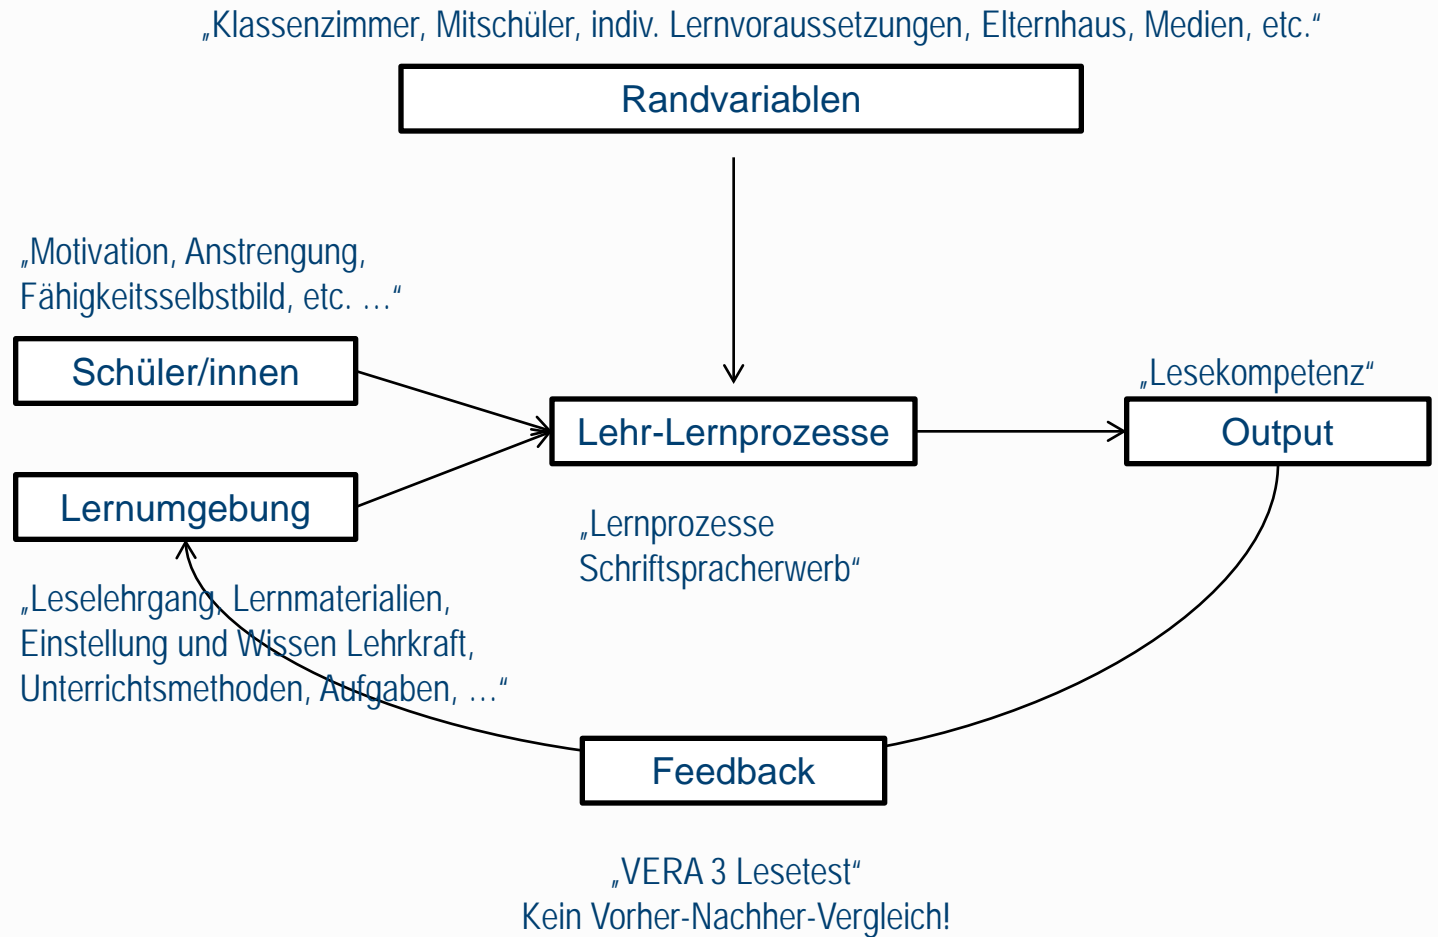 „Klassenzimmer, Mitschüler, indiv. Lernvoraussetzungen, Elternhaus, Medien, etc.“
Randvariablen
„Motivation, Anstrengung,
Fähigkeitsselbstbild, etc. …“
Schüler/innen
„Lesekompetenz“
Lehr-Lernprozesse
Output
Lernumgebung
„Lernprozesse
Schriftspracherwerb“
„Leselehrgang, Lernmaterialien,
Einstellung und Wissen Lehrkraft,
Unterrichtsmethoden, Aufgaben, …“
Feedback
„VERA 3 Lesetest“
Kein Vorher-Nachher-Vergleich!